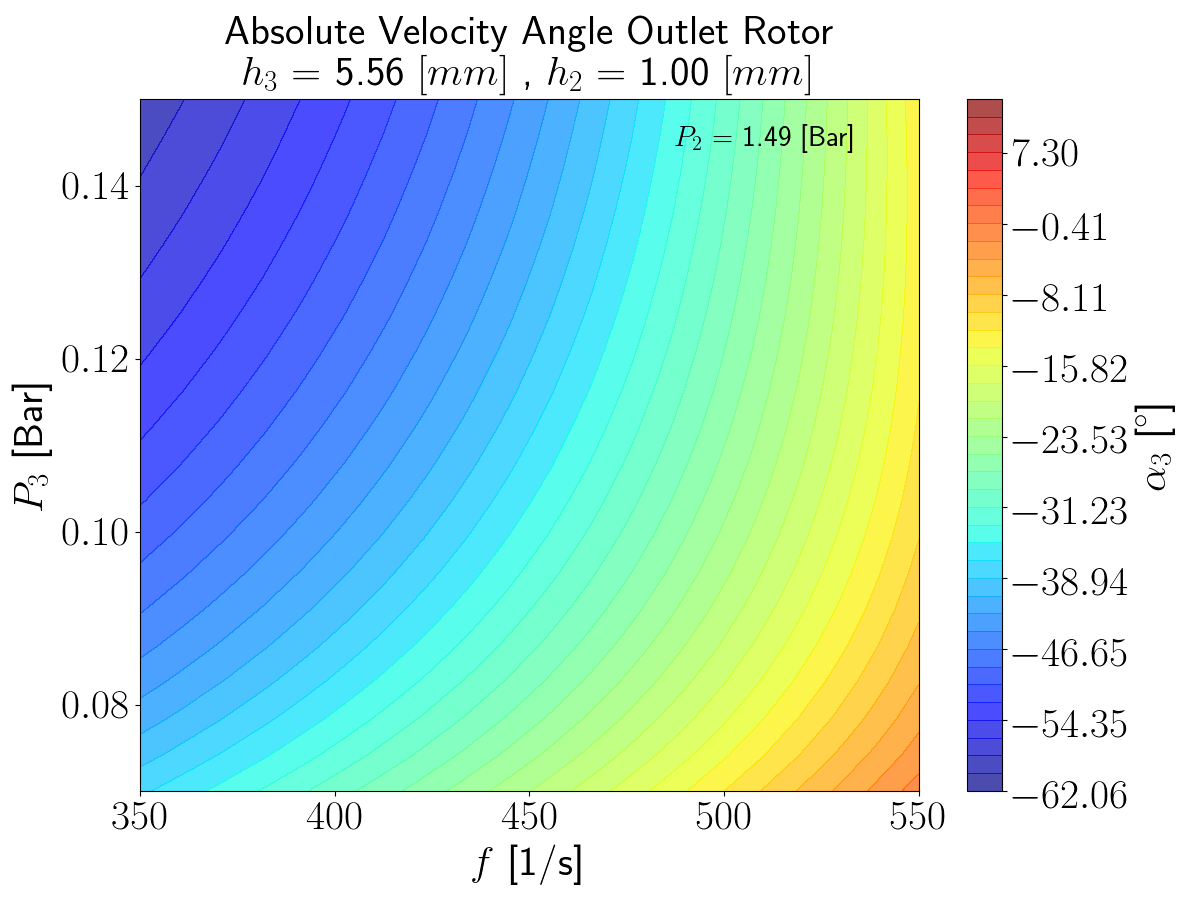 Absolute Velocity Angle Outlet Rotor
h₃ = 5.56 [mm] , h₂ = 1.00 [mm]
P₂ = 1.49 [Bar]
0.14
0.12
0.10
0.08
P₃ [Bar]
350 400 450 500 550
f [1/s]
7.30
−0.41
−8.11
−15.82
−23.53
−31.23
−38.94
−46.65
−54.35
−62.06
α₃ [°]